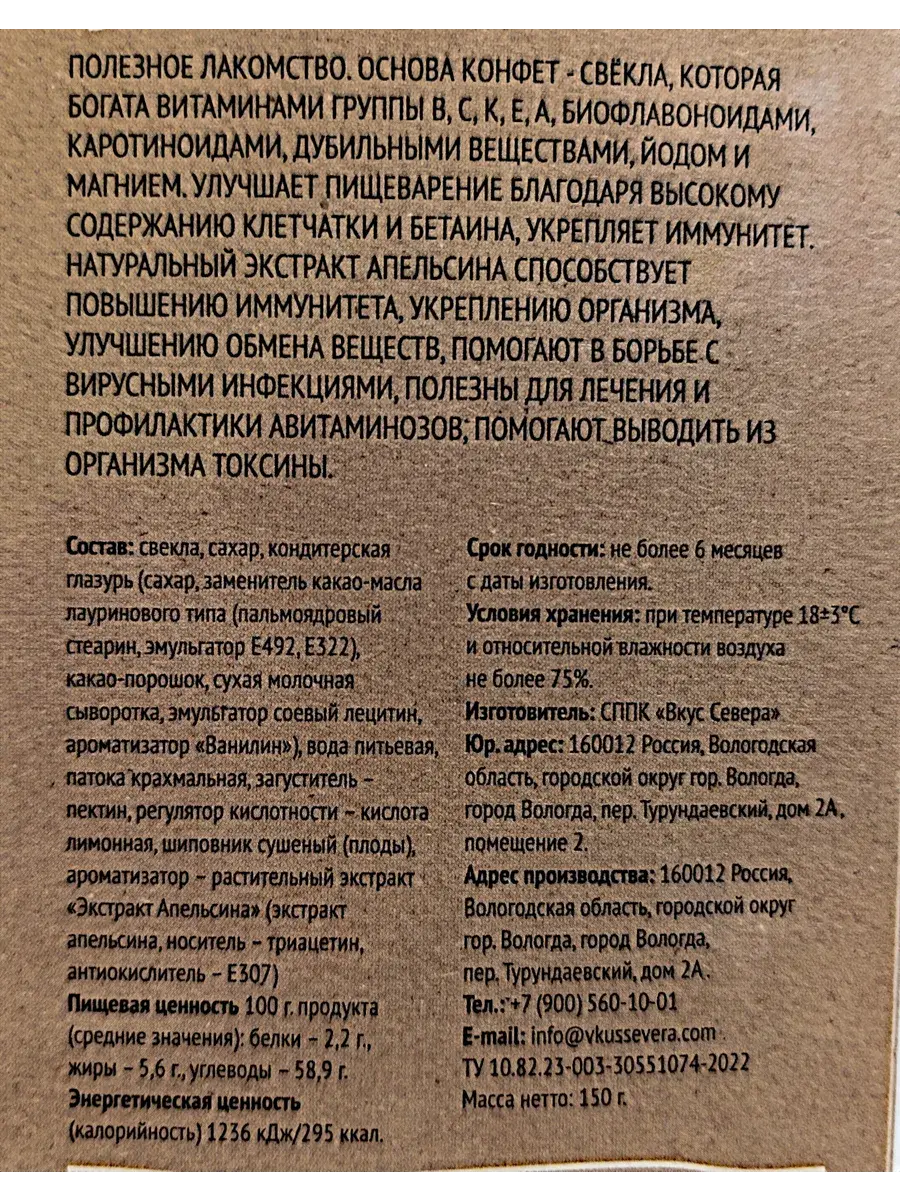 ПОЛЕЗНОЕ ЛАКОМСТВО. ОСНОВА КОНФЕТ - СВЁКЛА, КОТОРАЯ
БОГАТА ВИТАМИНАМИ ГРУППЫ В, С, К, Е, А, БИОФЛАВОНОИДАМИ,
КАРОТИНОИДАМИ, ДУБИЛЬНЫМИ ВЕЩЕСТВАМИ, ЙОДОМ И
МАГНИЕМ. УЛУЧШАЕТ ПИЩЕВАРЕНИЕ БЛАГОДАРЯ ВЫСОКОМУ
СОДЕРЖАНИЮ КЛЕТЧАТКИ И БЕТАИНА, УКРЕПЛЯЕТ ИММУНИТЕТ.
НАТУРАЛЬНЫЙ ЭКСТРАКТ АПЕЛЬСИНА СПОСОБСТВУЕТ
ПОВЫШЕНИЮ ИММУНИТЕТА, УКРЕПЛЕНИЮ ОРГАНИЗМА,
УЛУЧШЕНИЮ ОБМЕНА ВЕЩЕСТВ, ПОМОГАЮТ В БОРЬБЕ С
ВИРУСНЫМИ ИНФЕКЦИЯМИ, ПОЛЕЗНЫ ДЛЯ ЛЕЧЕНИЯ И
ПРОФИЛАКТИКИ АВИТАМИНОЗОВ, ПОМОГАЮТ ВЫВОДИТЬ ИЗ
ОРГАНИЗМА ТОКСИНЫ.
Состав: свекла, сахар, кондитерская
глазурь (сахар, заменитель какао-масла
лауринового типа (пальмоядровый
стеарин, эмульгатор Е492, Е322),
какао-порошок, сухая молочная
сыворотка, эмульгатор соевый лецитин,
ароматизатор «Ванилин»), вода питьевая,
патока крахмальная, загуститель –
пектин, регулятор кислотности – кислота
лимонная, шиповник сушеный (плоды),
ароматизатор – растительный экстракт
«Экстракт Апельсина» (экстракт
апельсина, носитель – триацетин,
антиокислитель – Е307)
Пищевая ценность 100 г. продукта
(средние значения): белки – 2,2 г.,
жиры – 5,6 г., углеводы – 58,9 г.
Энергетическая ценность
(калорийность) 1236 кДж/295 ккал.
Срок годности: не более 6 месяцев
с даты изготовления.
Условия хранения: при температуре 18±3°С
и относительной влажности воздуха
не более 75%.
Изготовитель: СППК «Вкус Севера»
Юр. адрес: 160012 Россия, Вологодская
область, городской округ гор. Вологда,
город Вологда, пер. Турундаевский, дом 2А,
помещение 2.
Адрес производства: 160012 Россия,
Вологодская область, городской округ
гор. Вологда, город Вологда,
пер. Турундаевский, дом 2А.
Тел.: +7 (900) 560-10-01
E-mail: info@vkussevera.com
ТУ 10.82.23-003-30551074-2022
Масса нетто: 150 г.